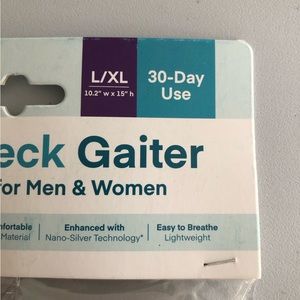 L/XL
10.2" w x 15" h
30-Day
Use
eck Gaiter
for Men & Women
nfortable
Material
Enhanced with
Nano-Silver Technology*
Easy to Breathe
Lightweight